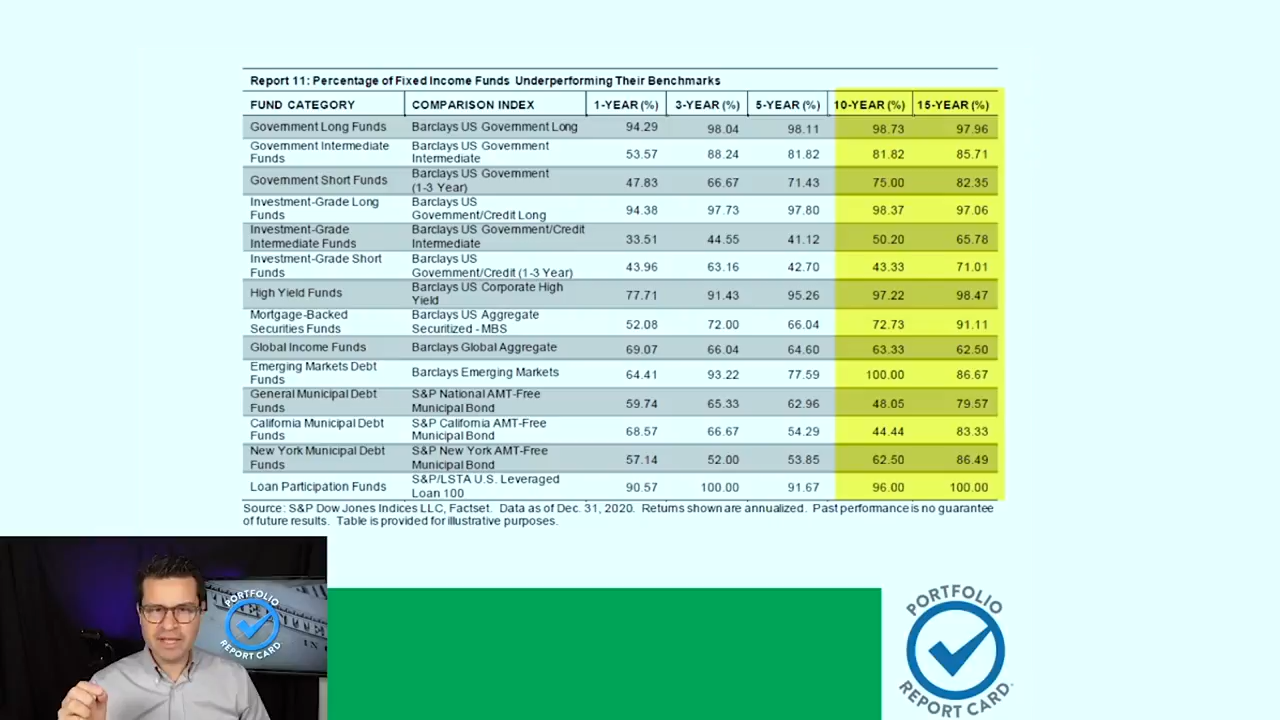 Report 11: Percentage of Fixed Income Funds Underperforming Their Benchmarks
FUND CATEGORY COMPARISON INDEX 1-YEAR (%) 3-YEAR (%) 5-YEAR (%) 10-YEAR (%) 15-YEAR (%)
Government Long Funds Barclays US Government Long 94.29 98.04 98.11 98.73 97.96
Government Intermediate Barclays US Government
Funds Intermediate 53.57 88.24 81.82 81.82 85.71
Government Short Funds Barclays US Government
(1-3 Year) 47.83 66.67 71.43 75.00 82.35
Investment-Grade Long Barclays US
Funds Government/Credit Long 94.38 97.73 97.80 98.37 97.06
Investment-Grade Barclays US Government/Credit
Intermediate Funds Intermediate 33.51 44.55 41.12 50.20 65.78
Investment-Grade Short Barclays US
Funds Government/Credit (1-3 Year) 43.96 63.16 42.70 43.33 71.01
High Yield Funds Barclays US Corporate High
Yield 77.71 91.43 95.26 97.22 98.47
Mortgage-Backed Barclays US Aggregate
Securities Funds Securitized - MBS 52.08 72.00 66.04 72.73 91.11
Global Income Funds Barclays Global Aggregate 69.07 66.04 64.60 63.33 62.50
Emerging Markets Debt
Funds Barclays Emerging Markets 64.41 93.22 77.59 100.00 86.67
General Municipal Debt S&P National AMT-Free
Funds Municipal Bond 59.74 65.33 62.96 48.05 79.57
California Municipal Debt S&P California AMT-Free
Funds Municipal Bond 68.57 66.67 54.29 44.44 83.33
New York Municipal Debt S&P New York AMT-Free
Funds Municipal Bond 57.14 52.00 53.85 62.50 86.49
Loan Participation Funds S&P/LSTA U.S. Leveraged
Loan 100 90.57 100.00 91.67 96.00 100.00
Source: S&P Dow Jones Indices LLC, Factset. Data as of Dec. 31, 2020. Returns shown are annualized. Past performance is no guarantee
of future results. Table is provided for illustrative purposes.
PORTFOLIO
REPORT CARD
PORTFOLIO
REPORT CARD